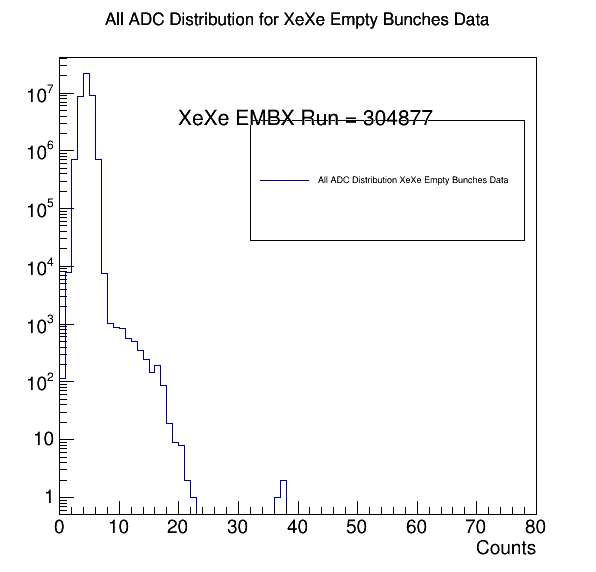 All ADC Distribution for XeXe Empty Bunches Data
XeXe EMBX Run = 304877
All ADC Distribution XeXe Empty Bunches Data
10^7
10^6
10^5
10^4
10^3
10^2
10
1
0 10 20 30 40 50 60 70 80
Counts